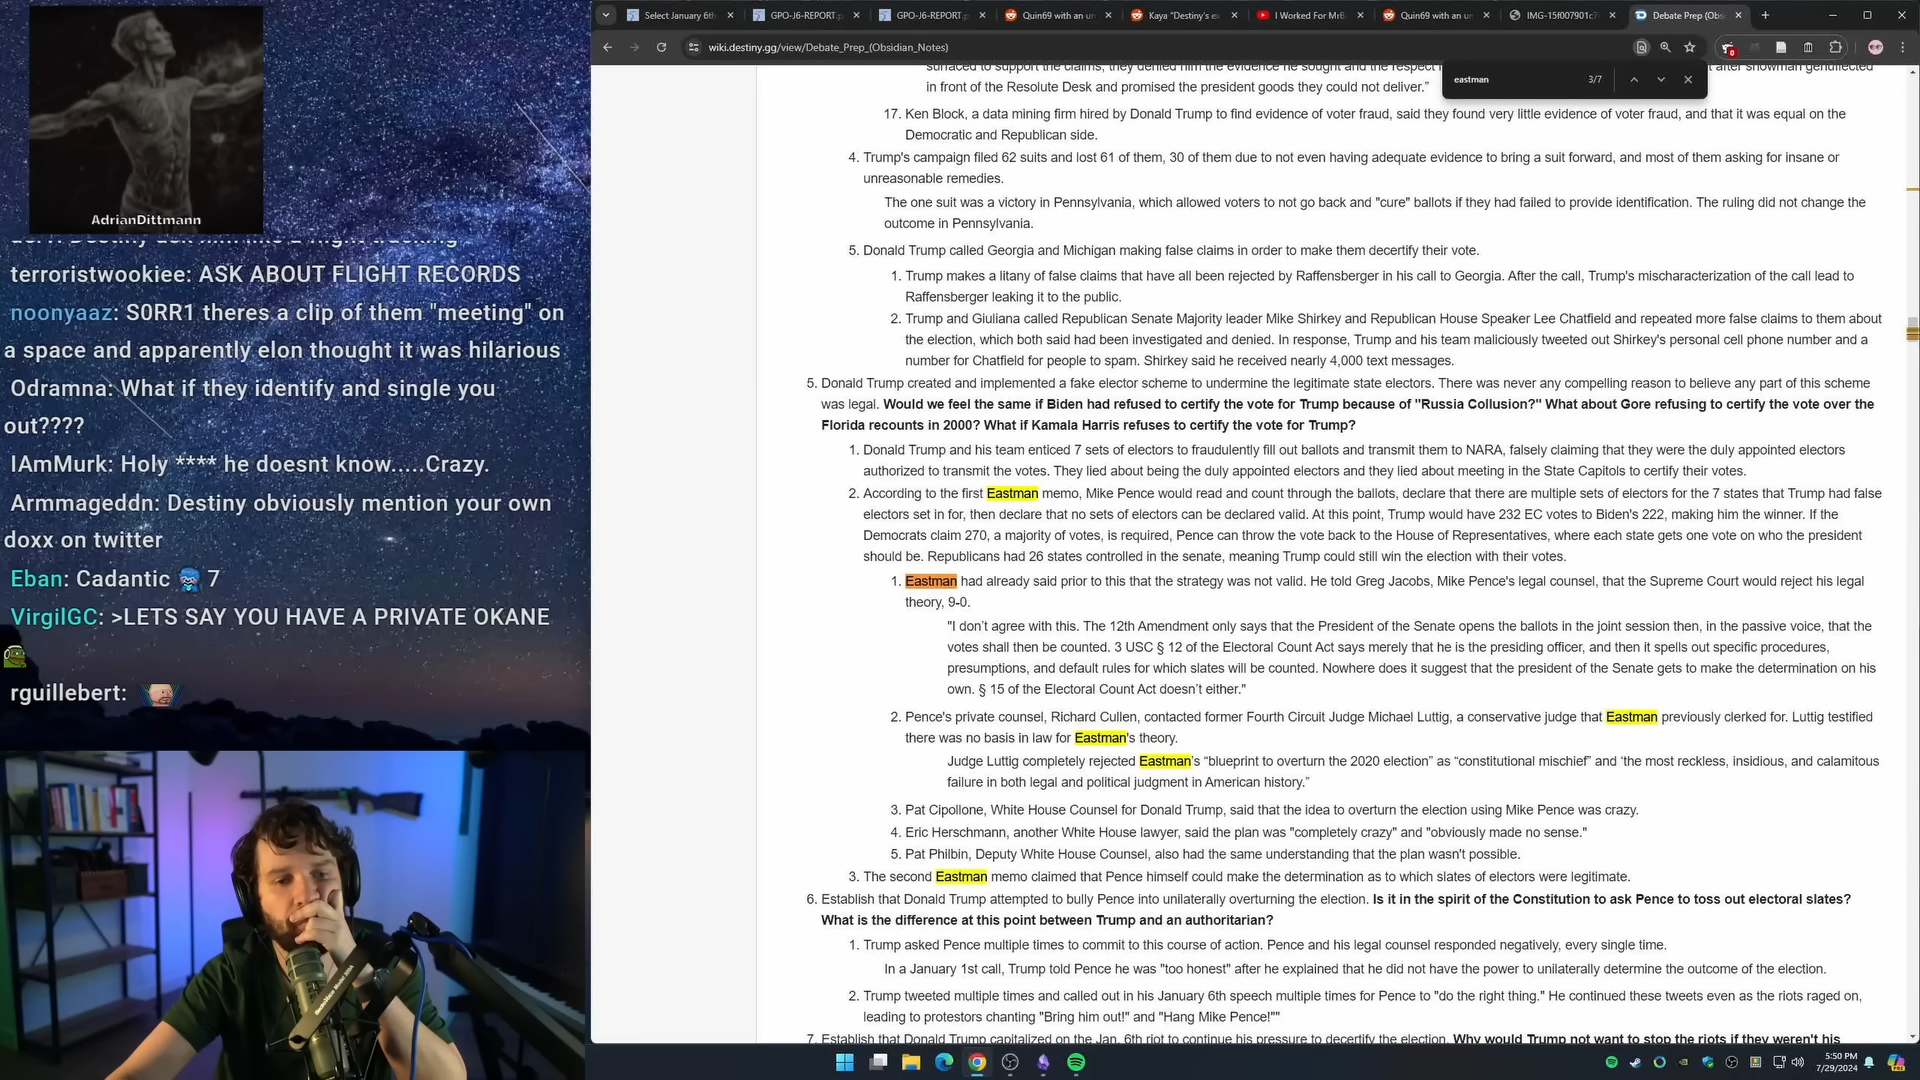 Select January 6th
GPO-J6-REPORT.p
GPO-J6-REPORT.p
Quin69 with an un
Kaya "Destiny's ex
I Worked For MrB
Quin69 with an un
IMG-15f007901c7
Debate Prep (Obs
wiki.destiny.gg/view/Debate_Prep_(Obsidian_Notes)
eastman 3/7
AdrianDittmann
terroristwookiee: ASK ABOUT FLIGHT RECORDS
noonyaaz: S0RR1 theres a clip of them "meeting" on
a space and apparently elon thought it was hilarious
Odramna: What if they identify and single you
out????
IAmMurk: Holy **** he doesnt know.....Crazy.
Armmageddn: Destiny obviously mention your own
doxx on twitter
Eban: Cadantic 7
VirgilGC: >LETS SAY YOU HAVE A PRIVATE OKANE
rguillebert:
in front of the Resolute Desk and promised the president goods they could not deliver.”
17. Ken Block, a data mining firm hired by Donald Trump to find evidence of voter fraud, said they found very little evidence of voter fraud, and that it was equal on the
Democratic and Republican side.
4. Trump's campaign filed 62 suits and lost 61 of them, 30 of them due to not even having adequate evidence to bring a suit forward, and most of them asking for insane or
unreasonable remedies.
The one suit was a victory in Pennsylvania, which allowed voters to not go back and "cure" ballots if they had failed to provide identification. The ruling did not change the
outcome in Pennsylvania.
5. Donald Trump called Georgia and Michigan making false claims in order to make them decertify their vote.
1. Trump makes a litany of false claims that have all been rejected by Raffensberger in his call to Georgia. After the call, Trump's mischaracterization of the call lead to
Raffensberger leaking it to the public.
2. Trump and Giuliana called Republican Senate Majority leader Mike Shirkey and Republican House Speaker Lee Chatfield and repeated more false claims to them about
the election, which both said had been investigated and denied. In response, Trump and his team maliciously tweeted out Shirkey's personal cell phone number and a
number for Chatfield for people to spam. Shirkey said he received nearly 4,000 text messages.
5. Donald Trump created and implemented a fake elector scheme to undermine the legitimate state electors. There was never any compelling reason to believe any part of this scheme
was legal. Would we feel the same if Biden had refused to certify the vote for Trump because of "Russia Collusion?" What about Gore refusing to certify the vote over the
Florida recounts in 2000? What if Kamala Harris refuses to certify the vote for Trump?
1. Donald Trump and his team enticed 7 sets of electors to fraudulently fill out ballots and transmit them to NARA, falsely claiming that they were the duly appointed electors
authorized to transmit the votes. They lied about being the duly appointed electors and they lied about meeting in the State Capitols to certify their votes.
2. According to the first Eastman memo, Mike Pence would read and count through the ballots, declare that there are multiple sets of electors for the 7 states that Trump had false
electors set in for, then declare that no sets of electors can be declared valid. At this point, Trump would have 232 EC votes to Biden's 222, making him the winner. If the
Democrats claim 270, a majority of votes, is required, Pence can throw the vote back to the House of Representatives, where each state gets one vote on who the president
should be. Republicans had 26 states controlled in the senate, meaning Trump could still win the election with their votes.
1. Eastman had already said prior to this that the strategy was not valid. He told Greg Jacobs, Mike Pence's legal counsel, that the Supreme Court would reject his legal
theory, 9-0.
"I don’t agree with this. The 12th Amendment only says that the President of the Senate opens the ballots in the joint session then, in the passive voice, that the
votes shall then be counted. 3 USC § 12 of the Electoral Count Act says merely that he is the presiding officer, and then it spells out specific procedures,
presumptions, and default rules for which slates will be counted. Nowhere does it suggest that the president of the Senate gets to make the determination on his
own. § 15 of the Electoral Count Act doesn’t either."
2. Pence's private counsel, Richard Cullen, contacted former Fourth Circuit Judge Michael Luttig, a conservative judge that Eastman previously clerked for. Luttig testified
there was no basis in law for Eastman's theory.
Judge Luttig completely rejected Eastman’s “blueprint to overturn the 2020 election” as “constitutional mischief” and ‘the most reckless, insidious, and calamitous
failure in both legal and political judgment in American history.”
3. Pat Cipollone, White House Counsel for Donald Trump, said that the idea to overturn the election using Mike Pence was crazy.
4. Eric Herschmann, another White House lawyer, said the plan was "completely crazy" and "obviously made no sense."
5. Pat Philbin, Deputy White House Counsel, also had the same understanding that the plan wasn't possible.
3. The second Eastman memo claimed that Pence himself could make the determination as to which slates of electors were legitimate.
6. Establish that Donald Trump attempted to bully Pence into unilaterally overturning the election. Is it in the spirit of the Constitution to ask Pence to toss out electoral slates?
What is the difference at this point between Trump and an authoritarian?
1. Trump asked Pence multiple times to commit to this course of action. Pence and his legal counsel responded negatively, every single time.
In a January 1st call, Trump told Pence he was "too honest" after he explained that he did not have the power to unilaterally determine the outcome of the election.
2. Trump tweeted multiple times and called out in his January 6th speech multiple times for Pence to "do the right thing." He continued these tweets even as the riots raged on,
leading to protestors chanting "Bring him out!" and "Hang Mike Pence!""
7. Establish that Donald Trump capitalized on the Jan. 6th riot to continue his pressure to decertify the election. Why would Trump not want to stop the riots if they weren't his
5:50 PM
7/29/2024